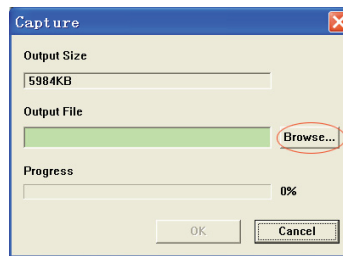 Capture
Output Size
5984KB
Output File
Browse...
Progress
0%
OK
Cancel